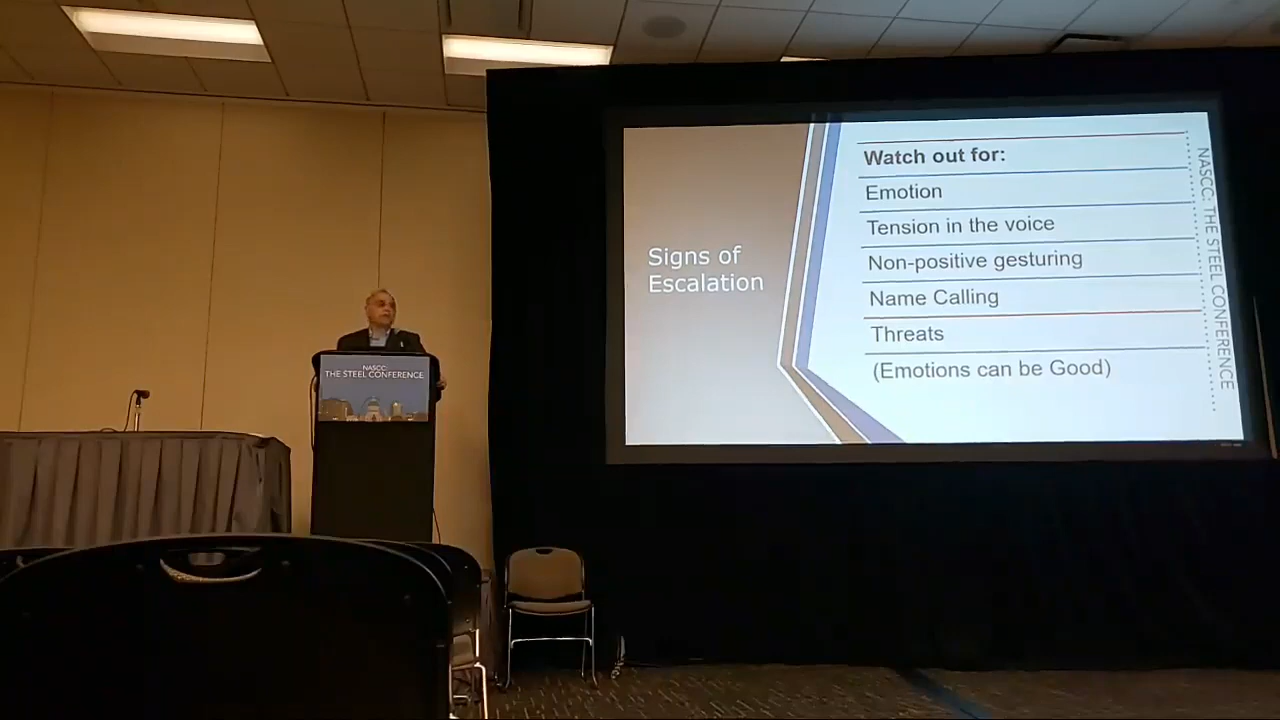 NASCC:
THE STEEL CONFERENCE
Signs of
Escalation
Watch out for:
Emotion
Tension in the voice
Non-positive gesturing
Name Calling
Threats
(Emotions can be Good)
NASCC: THE STEEL CONFERENCE